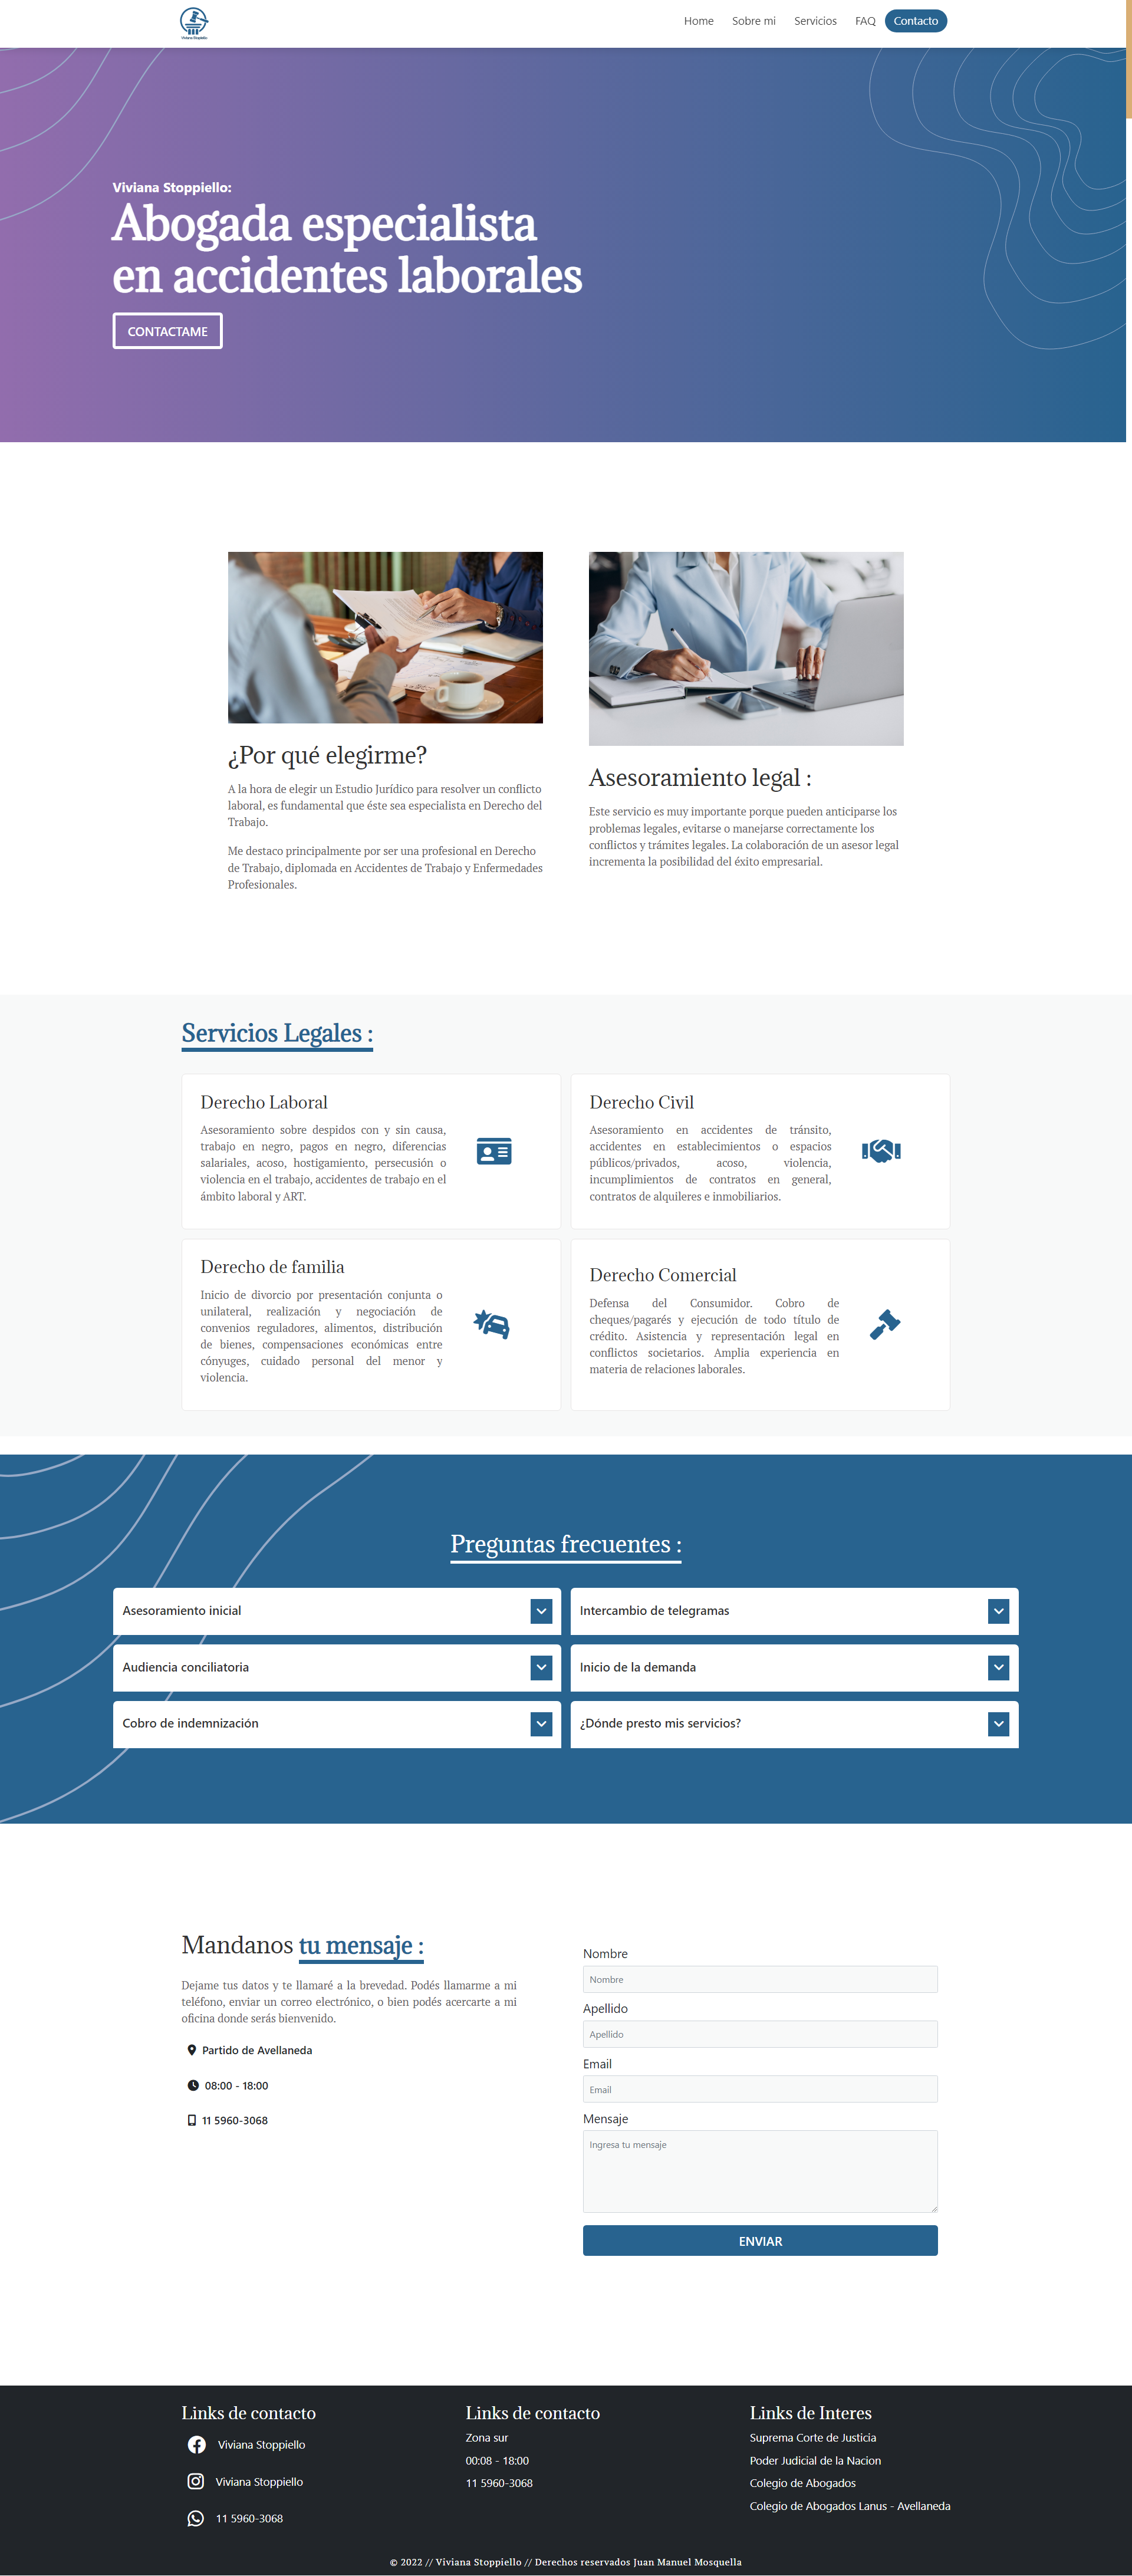 Viviana Stoppiello
Home
Sobre mi
Servicios
FAQ
Contacto
Viviana Stoppiello:
Abogada especialista
en accidentes laborales
CONTACTAME
¿Por qué elegirme?
A la hora de elegir un Estudio Jurídico para resolver un conflicto
laboral, es fundamental que éste sea especialista en Derecho del
Trabajo.
Me destaco principalmente por ser una profesional en Derecho
de Trabajo, diplomada en Accidentes de Trabajo y Enfermedades
Profesionales.
Asesoramiento legal :
Este servicio es muy importante porque pueden anticiparse los
problemas legales, evitarse o manejarse correctamente los
conflictos y trámites legales. La colaboración de un asesor legal
incrementa la posibilidad del éxito empresarial.
Servicios Legales :
Derecho Laboral
Asesoramiento sobre despidos con y sin causa,
trabajo en negro, pagos en negro, diferencias
salariales, acoso, hostigamiento, persecusión o
violencia en el trabajo, accidentes de trabajo en el
ámbito laboral y ART.
Derecho Civil
Asesoramiento en accidentes de tránsito,
accidentes en establecimientos o espacios
públicos/privados, acoso, violencia,
incumplimientos de contratos en general,
contratos de alquileres e inmobiliarios.
Derecho de familia
Inicio de divorcio por presentación conjunta o
unilateral, realización y negociación de
convenios reguladores, alimentos, distribución
de bienes, compensaciones económicas entre
cónyuges, cuidado personal del menor y
violencia.
Derecho Comercial
Defensa del Consumidor. Cobro de
cheques/pagarés y ejecución de todo título de
crédito. Asistencia y representación legal en
conflictos societarios. Amplia experiencia en
materia de relaciones laborales.
Preguntas frecuentes :
Asesoramiento inicial
Intercambio de telegramas
Audiencia conciliatoria
Inicio de la demanda
Cobro de indemnización
¿Dónde presto mis servicios?
Mandanos tu mensaje :
Dejame tus datos y te llamaré a la brevedad. Podés llamarme a mi
teléfono, enviar un correo electrónico, o bien podés acercarte a mi
oficina donde serás bienvenido.
Partido de Avellaneda
08:00 - 18:00
11 5960-3068
Nombre
Nombre
Apellido
Apellido
Email
Email
Mensaje
Ingresa tu mensaje
ENVIAR
Links de contacto
Viviana Stoppiello
Viviana Stoppiello
11 5960-3068
Links de contacto
Zona sur
00:08 - 18:00
11 5960-3068
Links de Interes
Suprema Corte de Justicia
Poder Judicial de la Nacion
Colegio de Abogados
Colegio de Abogados Lanus - Avellaneda
© 2022 // Viviana Stoppiello // Derechos reservados Juan Manuel Mosquella